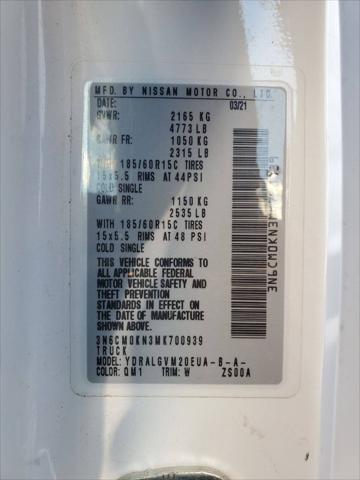 MFD. BY NISSAN MOTOR CO., LTD.
DATE: 03/21
GVWR: 2165 KG
4773 LB
GAWR FR: 1050 KG
2315 LB
WITH 185/60R15C TIRES
15x5.5 RIMS AT 44PSI
COLD SINGLE
GAWR RR: 1150 KG
2535 LB
WITH 185/60R15C TIRES
15x5.5 RIMS AT 48 PSI
COLD SINGLE
THIS VEHICLE CONFORMS TO
ALL APPLICABLE FEDERAL
MOTOR VEHICLE SAFETY AND
THEFT PREVENTION
STANDARDS IN EFFECT ON
THE DATE OF MANUFACTURE
SHOWN ABOVE.
3N6CM0KN3MK700939
TRUCK
MODEL: YDRALGVM20EUA-B-A-
COLOR: QM1 TRIM: W ZS00A